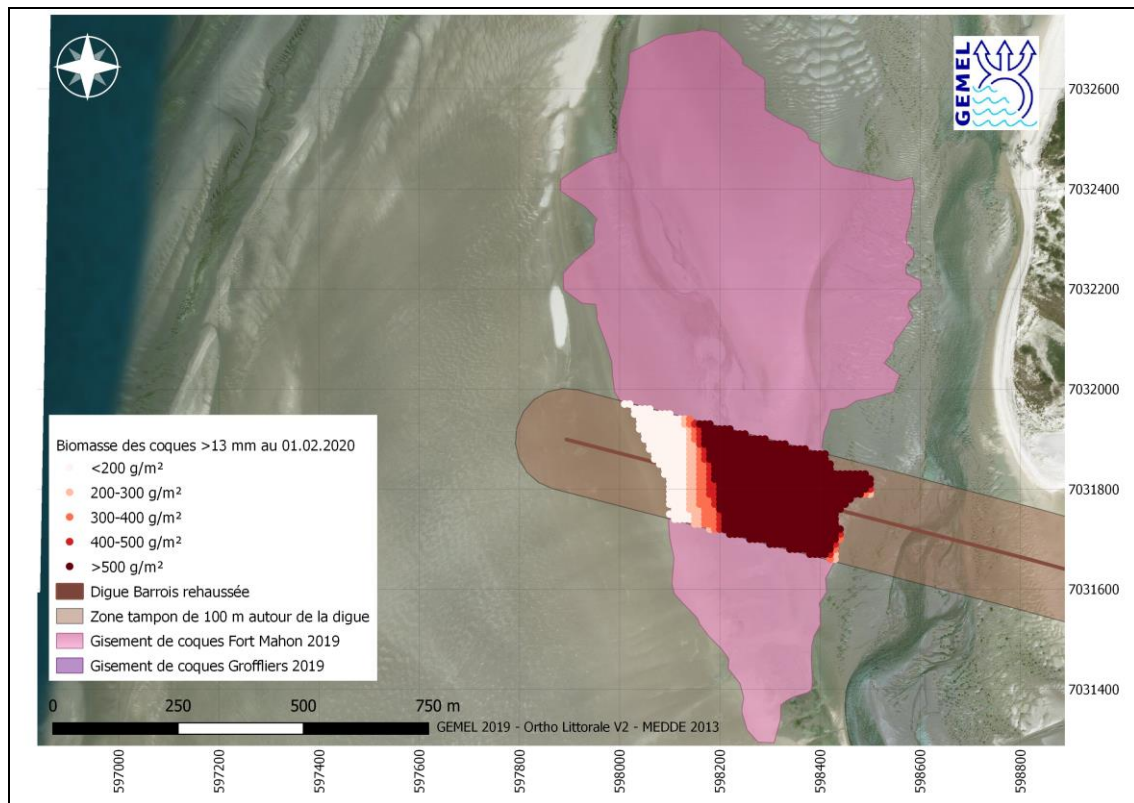 GEMEL
7032600
7032400
7032200
7032000
7031800
7031600
7031400
Biomasse des coques >13 mm au 01.02.2020
<200 g/m²
200-300 g/m²
300-400 g/m²
400-500 g/m²
>500 g/m²
Digue Barrois rehaussée
Zone tampon de 100 m autour de la digue
Gisement de coques Fort Mahon 2019
Gisement de coques Groffliers 2019
0 250 500 750 m
GEMEL 2019 - Ortho Littorale V2 - MEDDE 2013
597000
597200
597400
597600
597800
598000
598200
598400
598600
598800